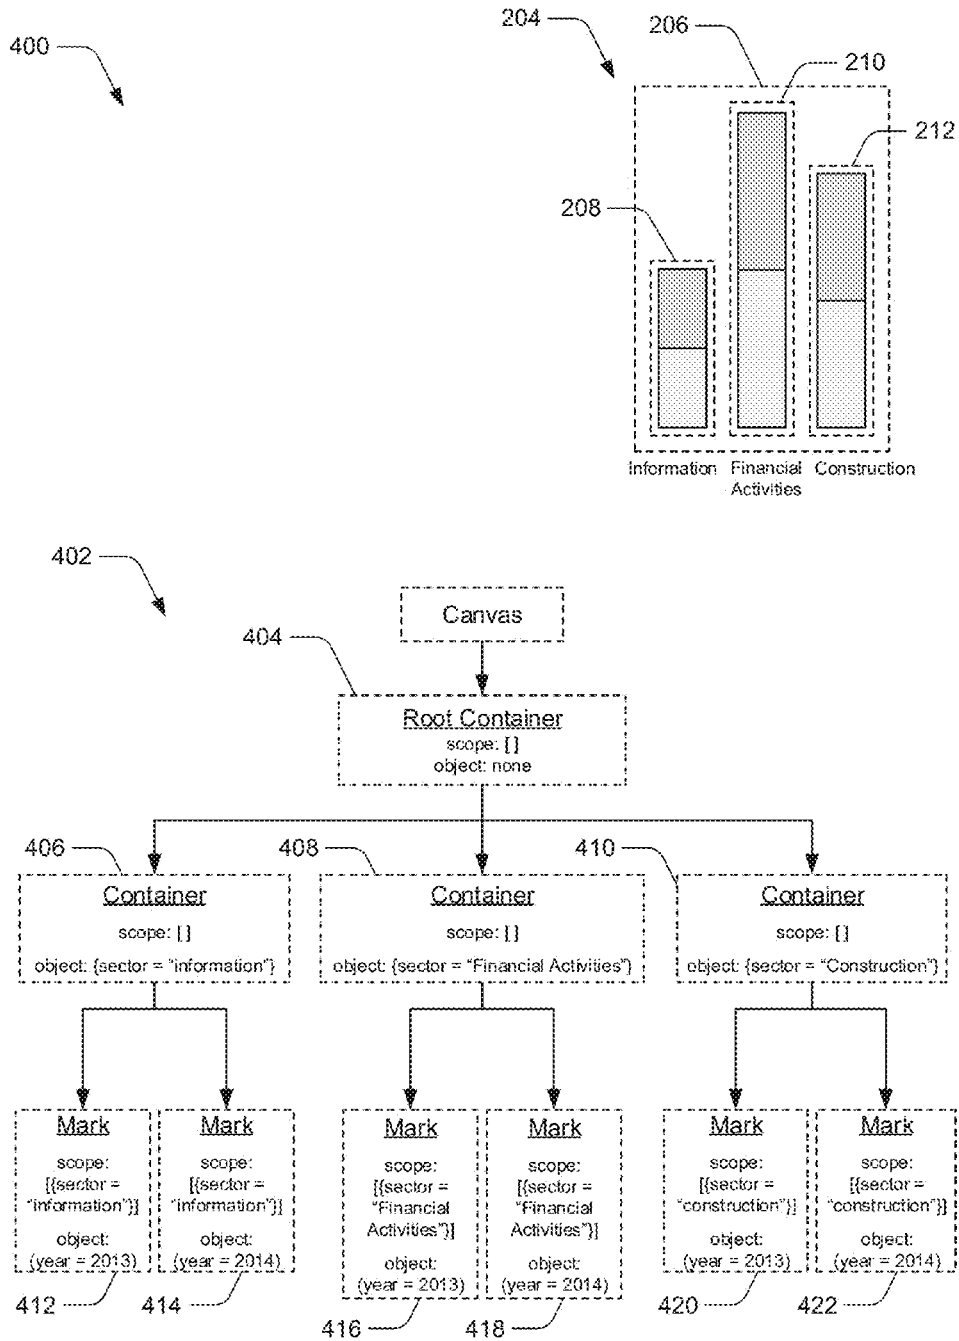 400
204
206
210
212
208
Information
Financial
Activities
Construction
402
Canvas
404
Root Container
scope: [ ]
object: none
406
408
410
Container
scope: [ ]
object: {sector = "information"}
Container
scope: [ ]
object: {sector = "Financial Activities"}
Container
scope: [ ]
object: {sector = "Construction"}
Mark
scope:
[{sector =
"information"}]
object:
(year = 2013)
412
Mark
scope:
[{sector =
"information"}]
object:
(year = 2014)
414
Mark
scope:
[{sector =
"Financial
Activities"}]
object:
(year = 2013)
416
Mark
scope:
[{sector =
"Financial
Activities"}]
object:
(year = 2014)
418
Mark
scope:
[{sector =
"construction"}]
object:
(year = 2013)
420
Mark
scope:
[{sector =
"construction"}]
object:
(year = 2014)
422